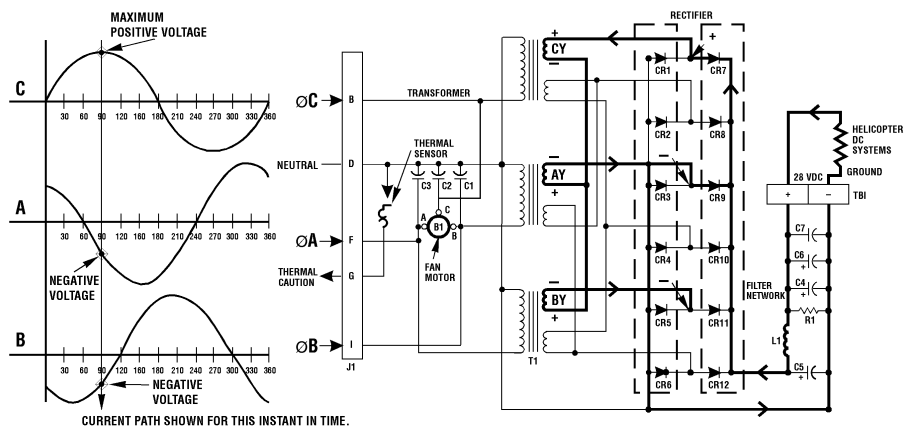 MAXIMUM
POSITIVE VOLTAGE
C
30 60 90 120 150 180 210 240 270 300 330 360
A
30 60 90 120 150 180 210 240 270 300 330 360
NEGATIVE
VOLTAGE
B
30 60 90 120 150 180 210 240 270 300 330 360
NEGATIVE
VOLTAGE
CURRENT PATH SHOWN FOR THIS INSTANT IN TIME.
ØC
B
NEUTRAL
D
ØA
F
THERMAL
CAUTION
G
ØB
I
J1
TRANSFORMER
THERMAL
SENSOR
C3
C2
C1
A
C
B1
B
FAN
MOTOR
+
CY
−
−
AY
+
−
BY
+
T1
RECTIFIER
+
CR1
CR7
CR2
CR8
−
CR3
CR9
CR4
CR10
−
CR5
CR11
CR6
CR12
FILTER
NETWORK
HELICOPTER
DC
SYSTEMS
GROUND
28 VDC
+
−
TBI
C7
+
C6
+
C4
+
R1
L1
C5
+